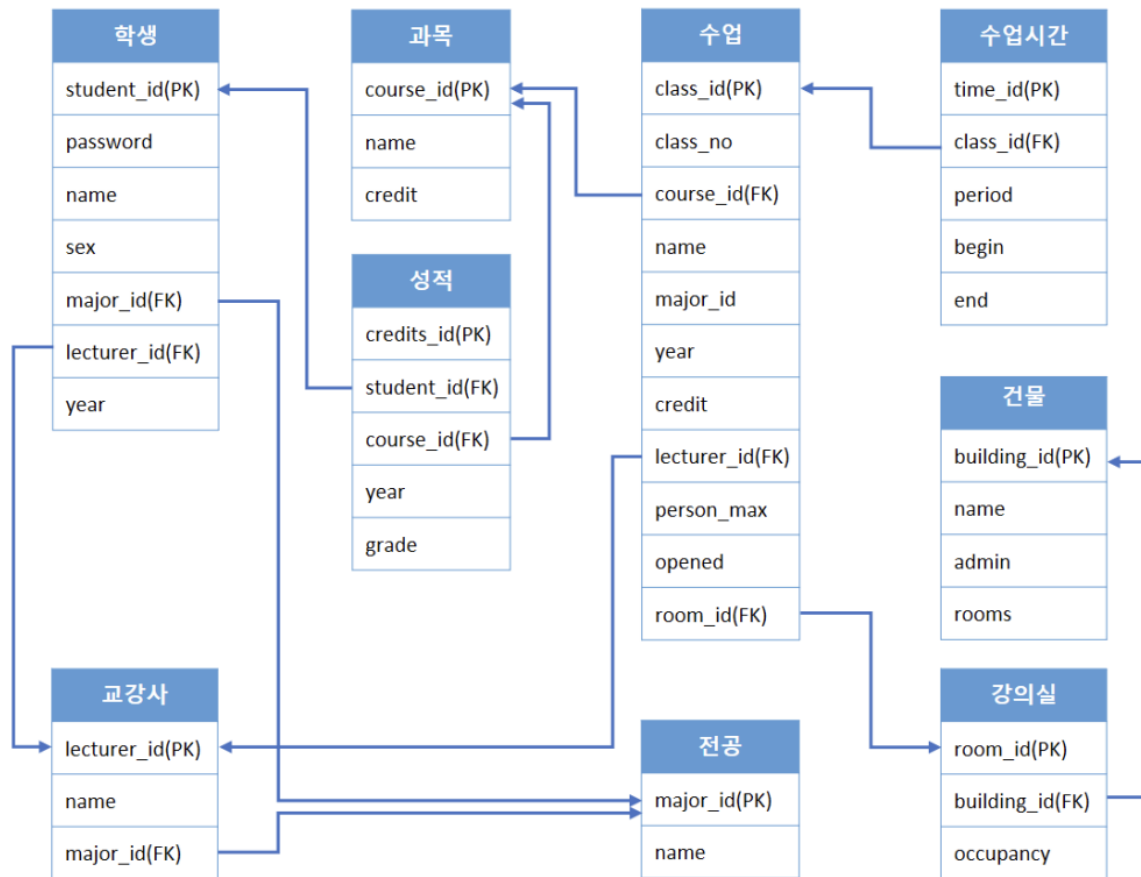 학생
student_id(PK)
password
name
sex
major_id(FK)
lecturer_id(FK)
year
과목
course_id(PK)
name
credit
성적
credits_id(PK)
student_id(FK)
course_id(FK)
year
grade
수업
class_id(PK)
class_no
course_id(FK)
name
major_id
year
credit
lecturer_id(FK)
person_max
opened
room_id(FK)
수업시간
time_id(PK)
class_id(FK)
period
begin
end
건물
building_id(PK)
name
admin
rooms
교강사
lecturer_id(PK)
name
major_id(FK)
전공
major_id(PK)
name
강의실
room_id(PK)
building_id(FK)
occupancy